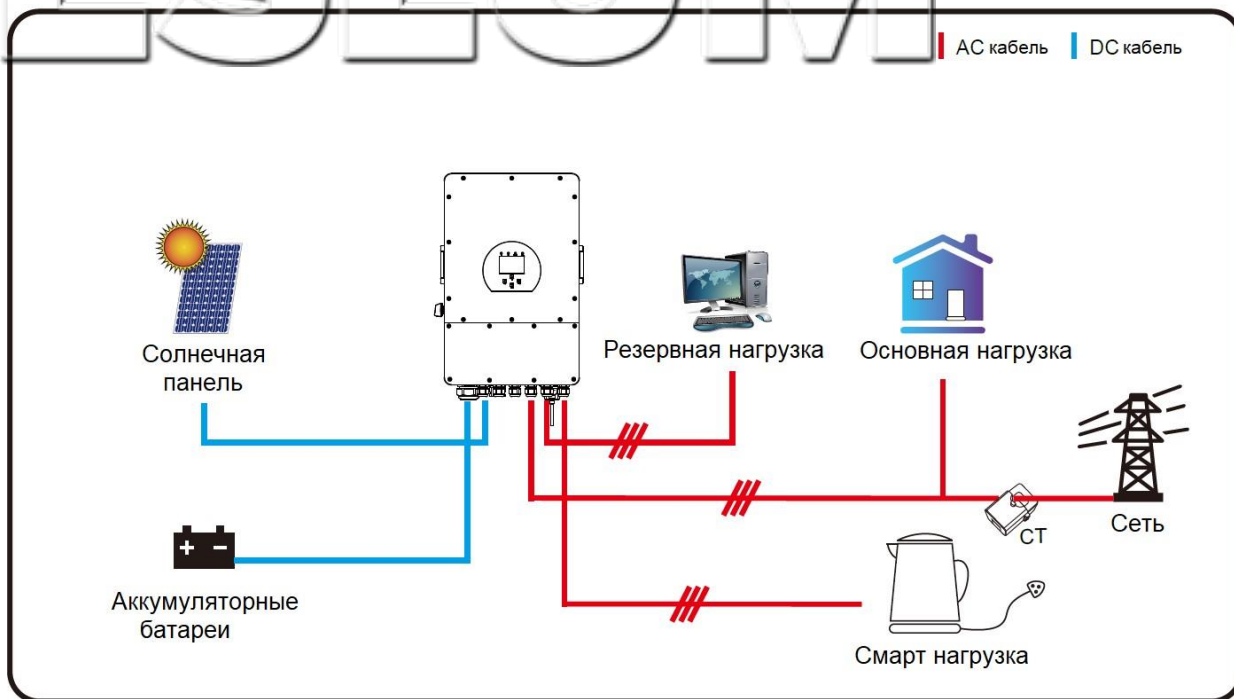 AC кабель
DC кабель
Солнечная
панель
Резервная нагрузка
Основная нагрузка
Сеть
CT
Аккумуляторные
батареи
Смарт нагрузка